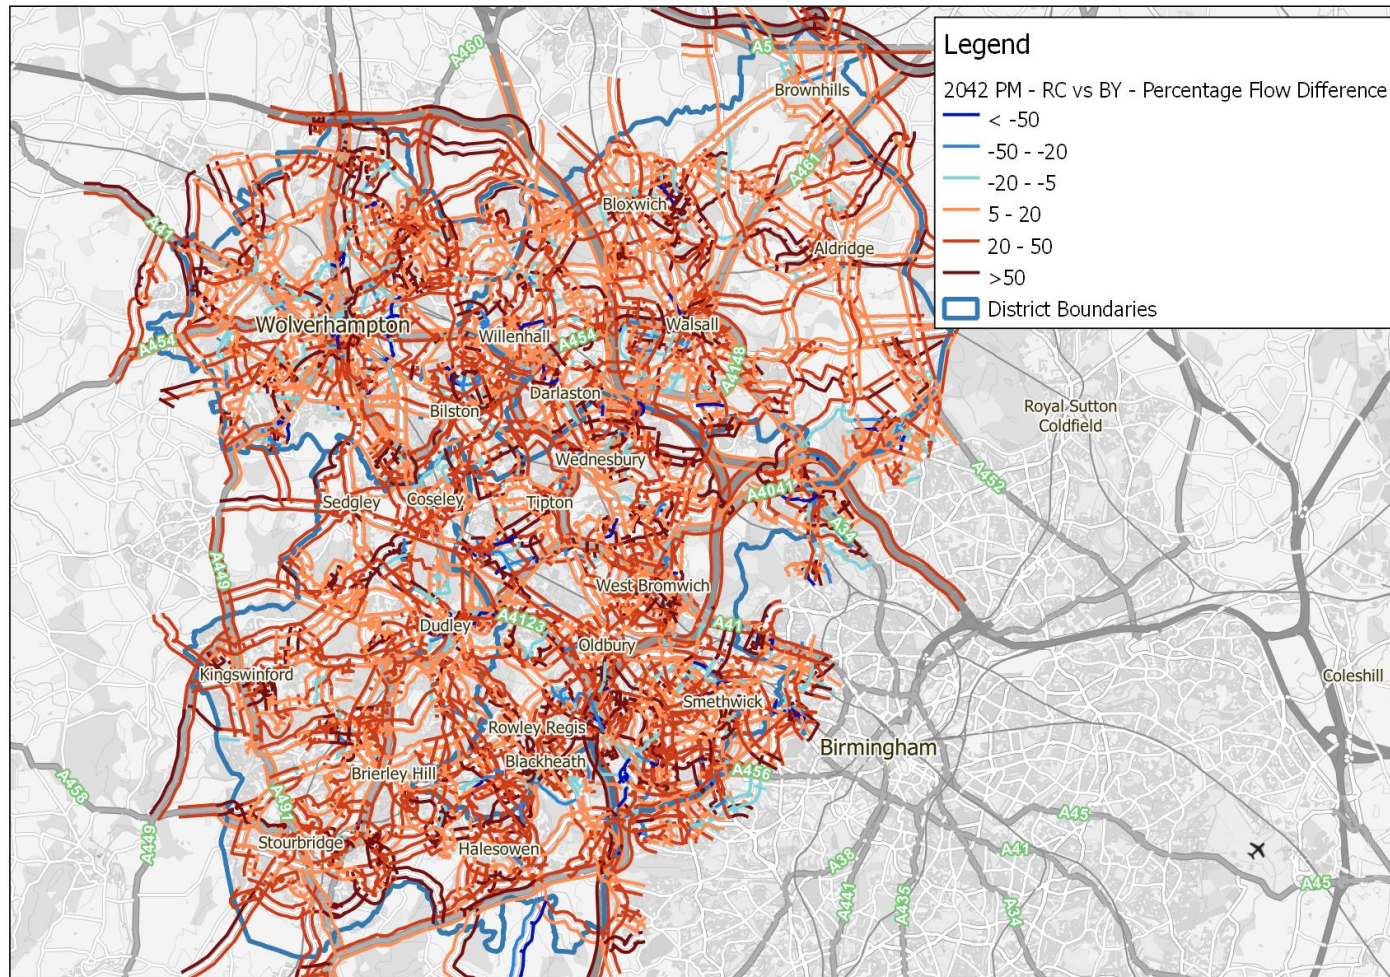 Legend
2042 PM - RC vs BY - Percentage Flow Difference
< -50
-50 - -20
-20 - -5
5 - 20
20 - 50
>50
District Boundaries
A460
A5
Brownhills
A461
Bloxwich
A41
Aldridge
Wolverhampton
Willenhall
A454
Walsall
A454
A4148
Darlaston
Bilston
Royal Sutton
Coldfield
Wednesbury
A452
Sedgley
Coseley
Tipton
A4041
A34
A449
West Bromwich
Dudley
A4123
A41
Oldbury
Kingswinford
Coleshill
Smethwick
Rowley Regis
Birmingham
Blackheath
Brierley Hill
A456
A458
A491
A449
Stourbridge
Halesowen
A45
A38
A41
A441
A435
A34
A45